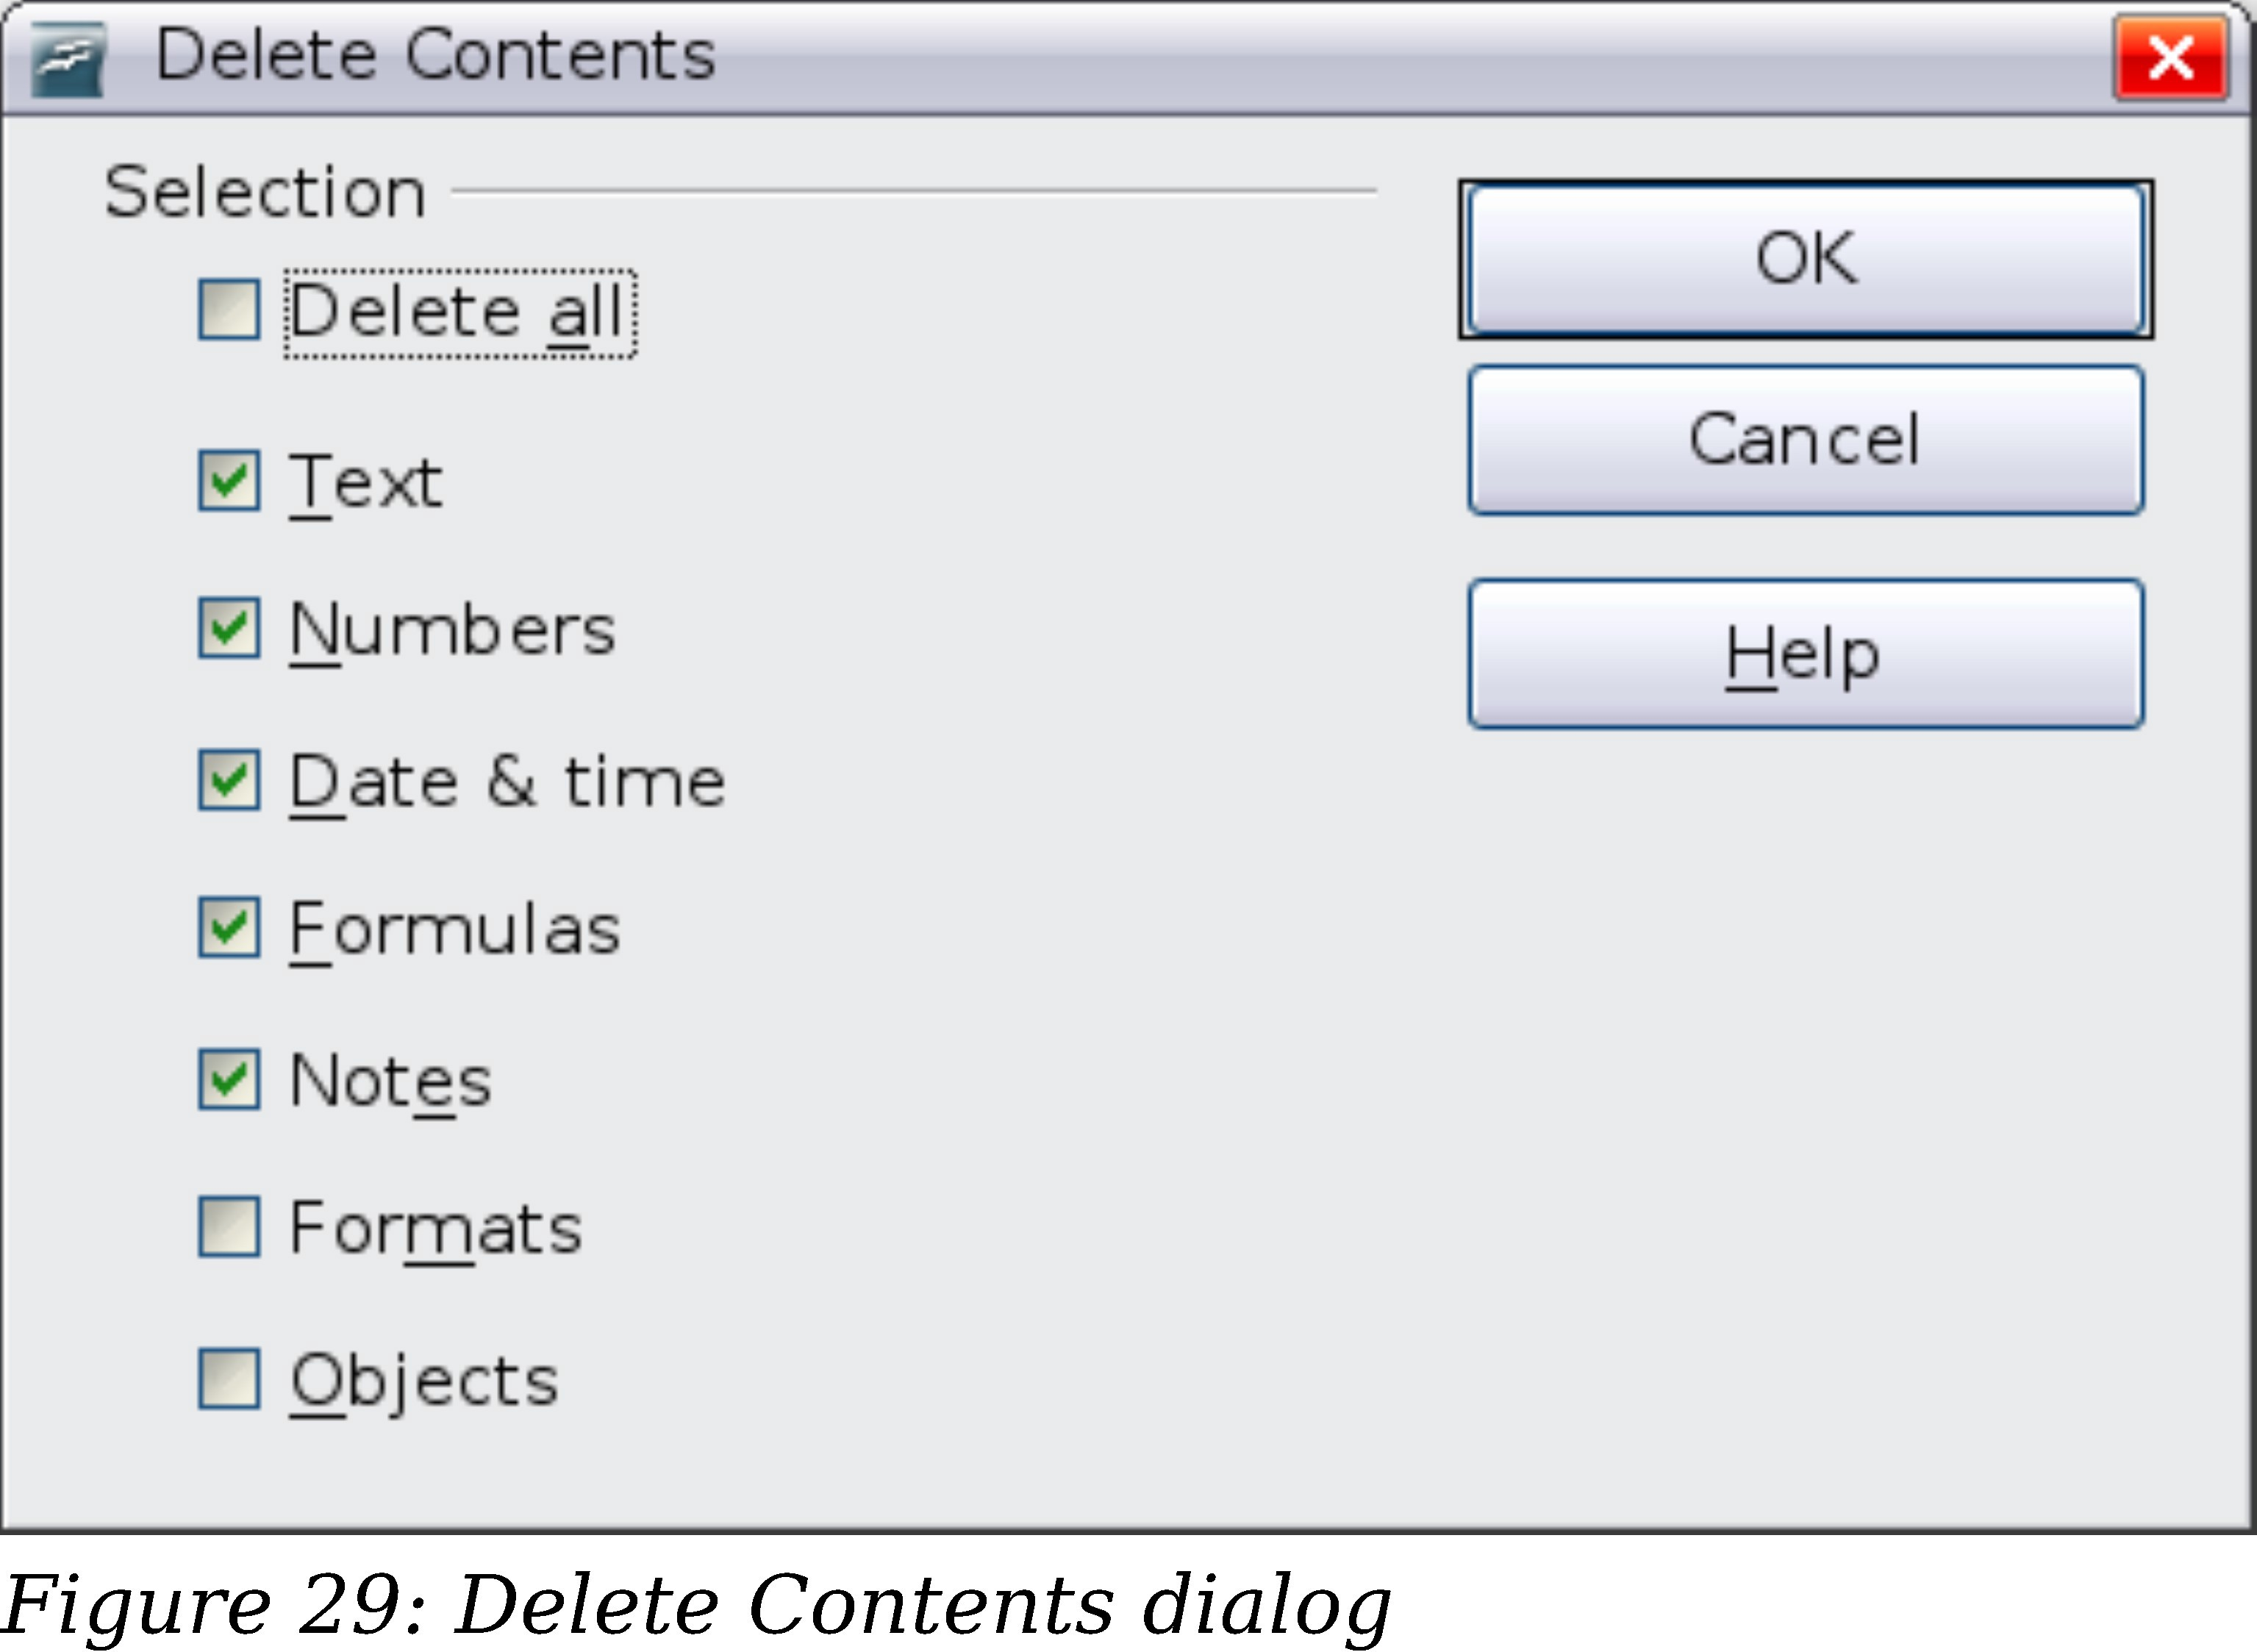 Delete Contents
Selection
Delete all
Text
Numbers
Date & time
Formulas
Notes
Formats
Objects
OK
Cancel
Help
Figure 29: Delete Contents dialog